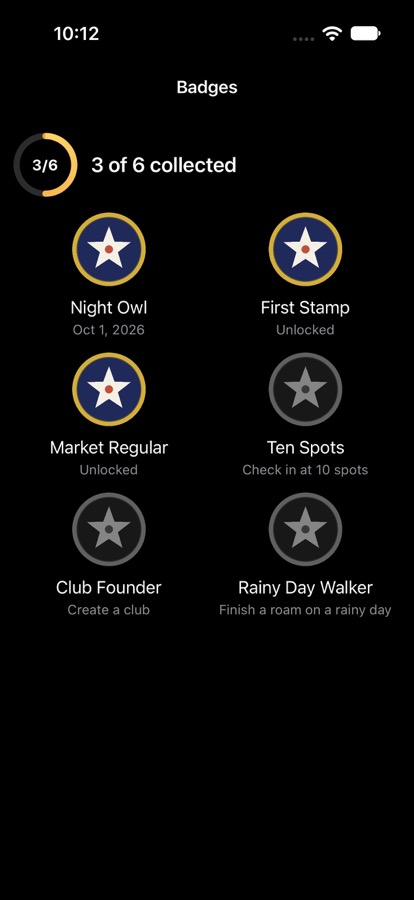 10:12
Badges
3/6
3 of 6 collected
Night Owl
Oct 1, 2026
First Stamp
Unlocked
Market Regular
Unlocked
Ten Spots
Check in at 10 spots
Club Founder
Create a club
Rainy Day Walker
Finish a roam on a rainy day